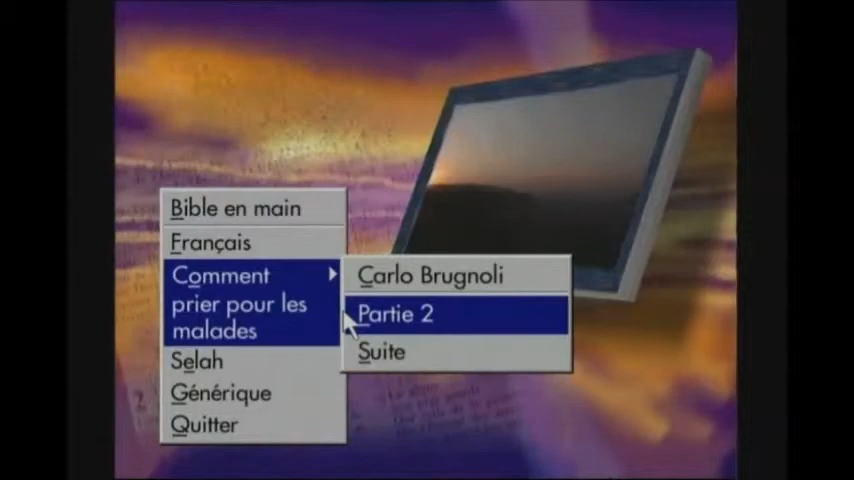 Bible en main
Français
Comment
prier pour les
malades
Selah
Générique
Quitter
Carlo Brugnoli
Partie 2
Suite